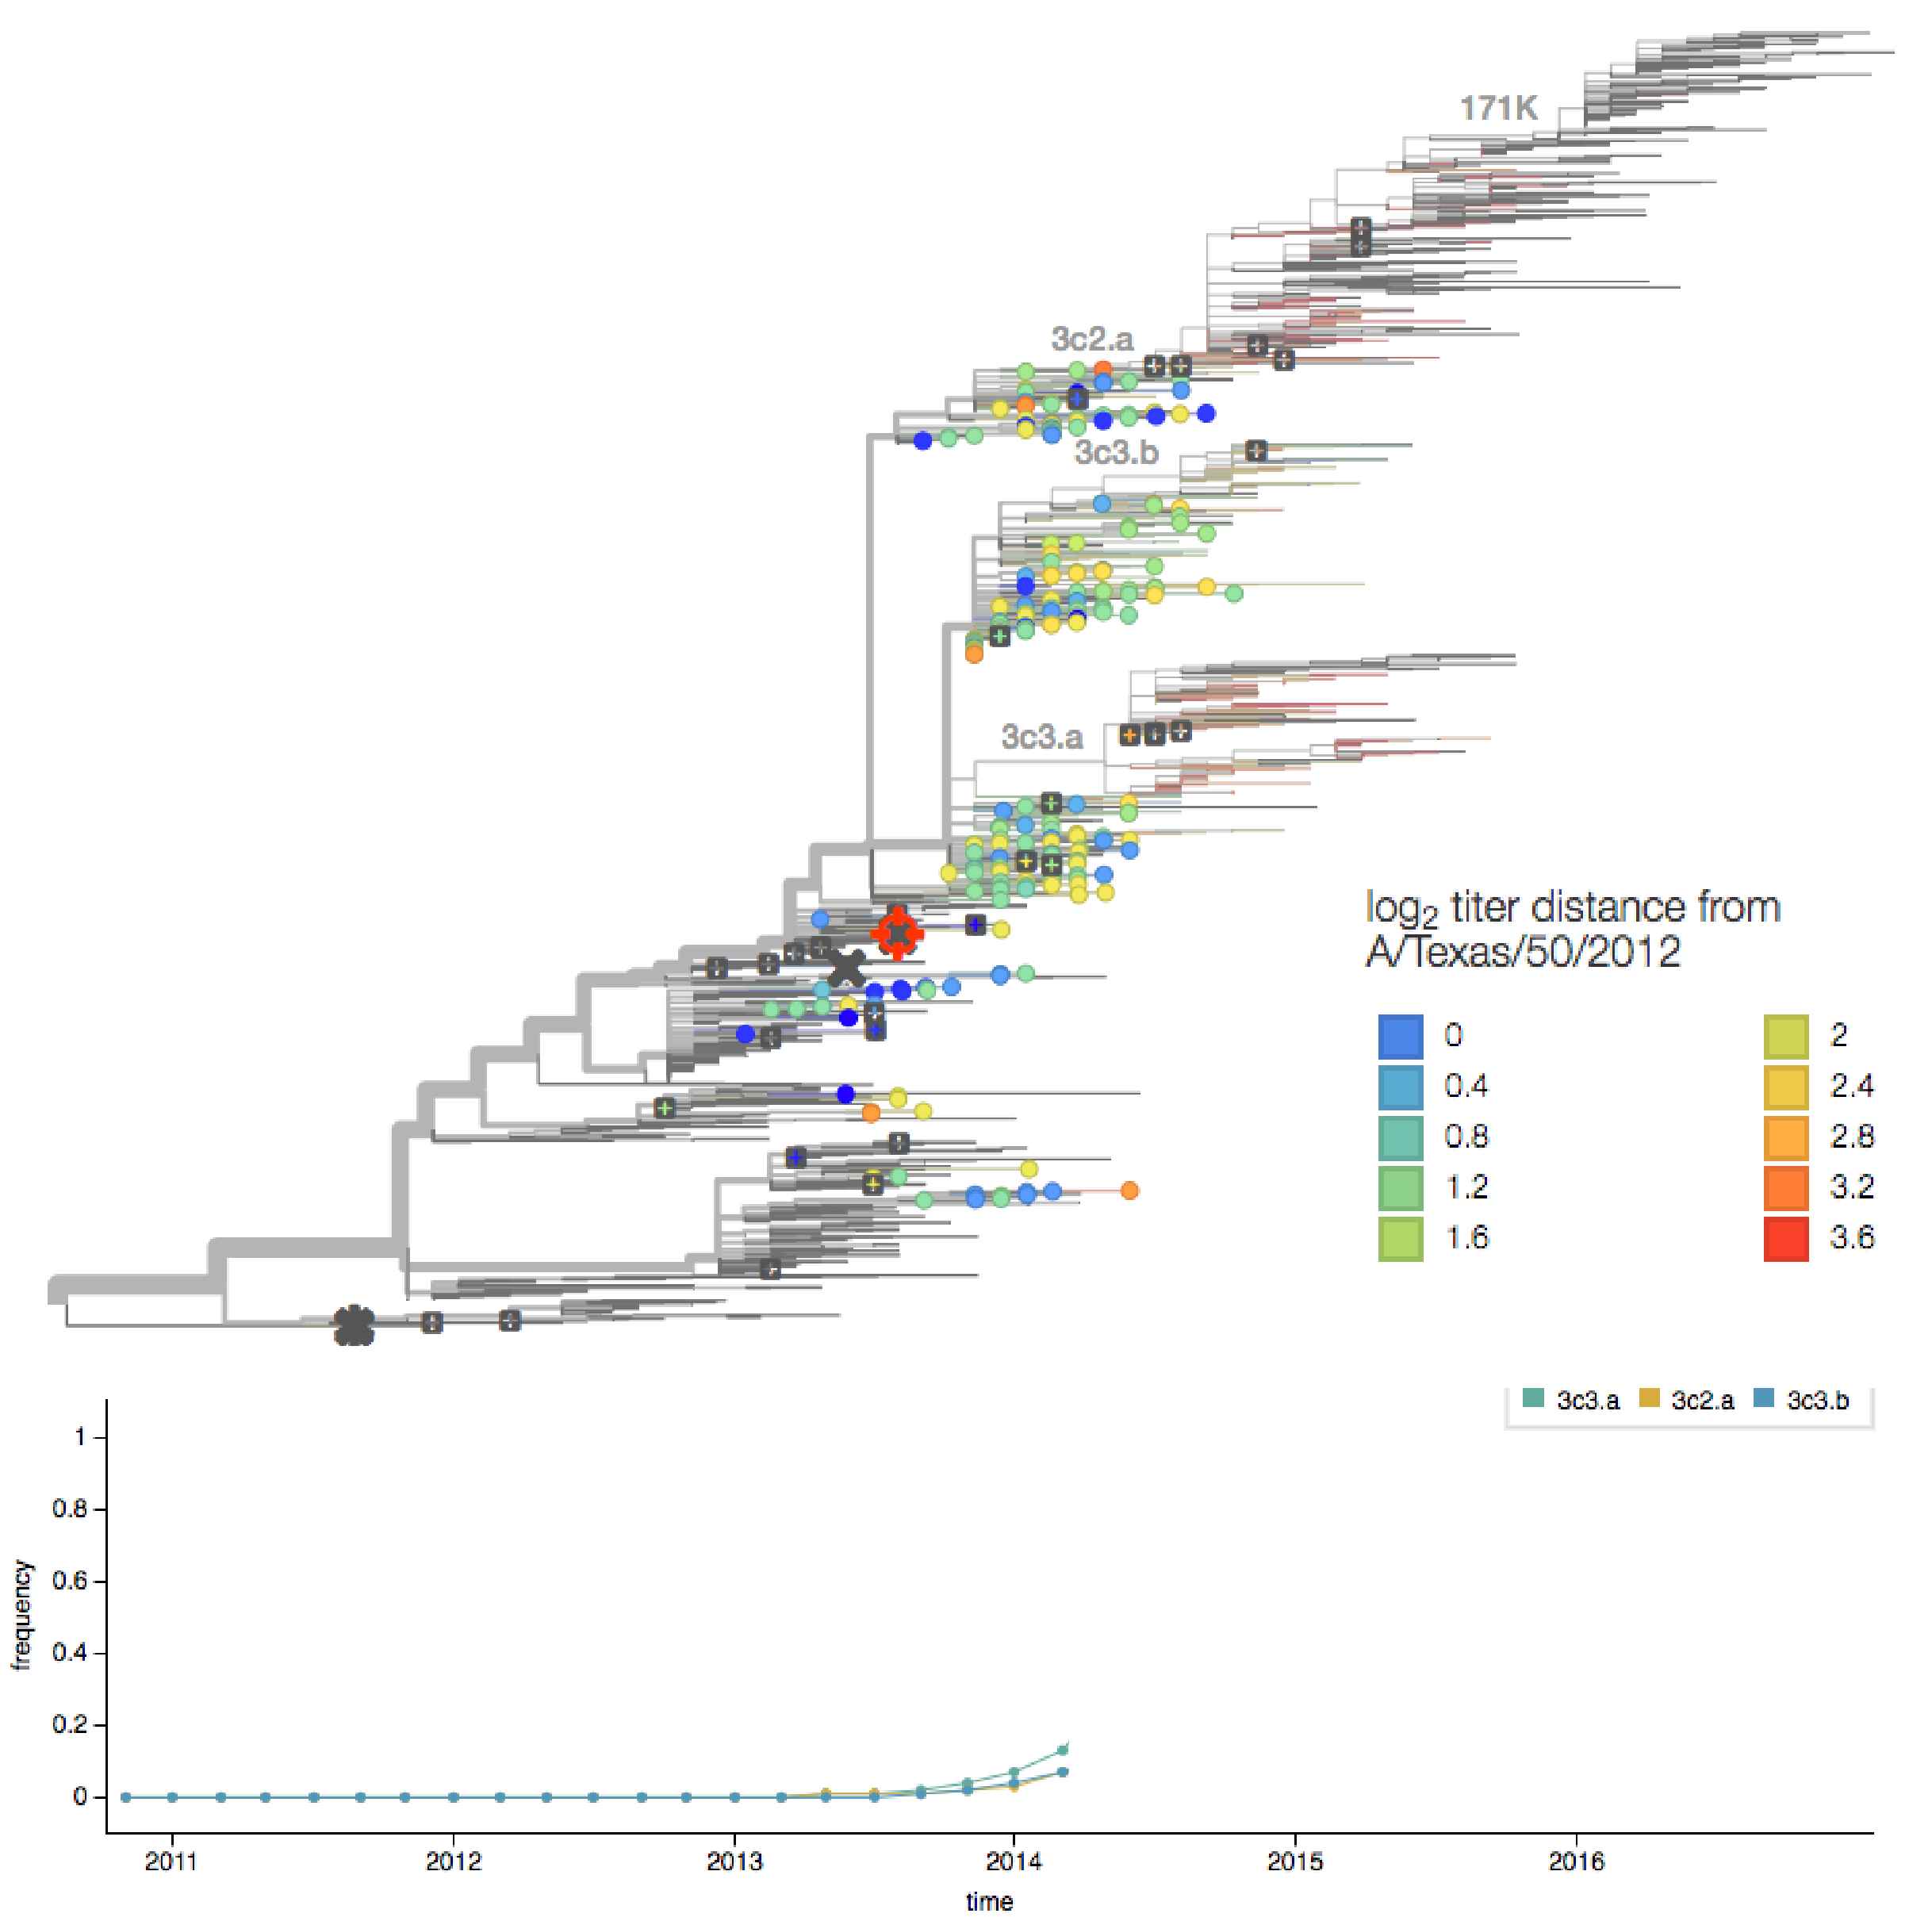 171K
3c2.a
3c3.b
3c3.a
log2 titer distance from
A/Texas/50/2012
0 2
0.4 2.4
0.8 2.8
1.2 3.2
1.6 3.6
3c3.a 3c2.a 3c3.b
1
0.8
0.6
0.4
0.2
0
frequency
2011 2012 2013 2014 2015 2016
time